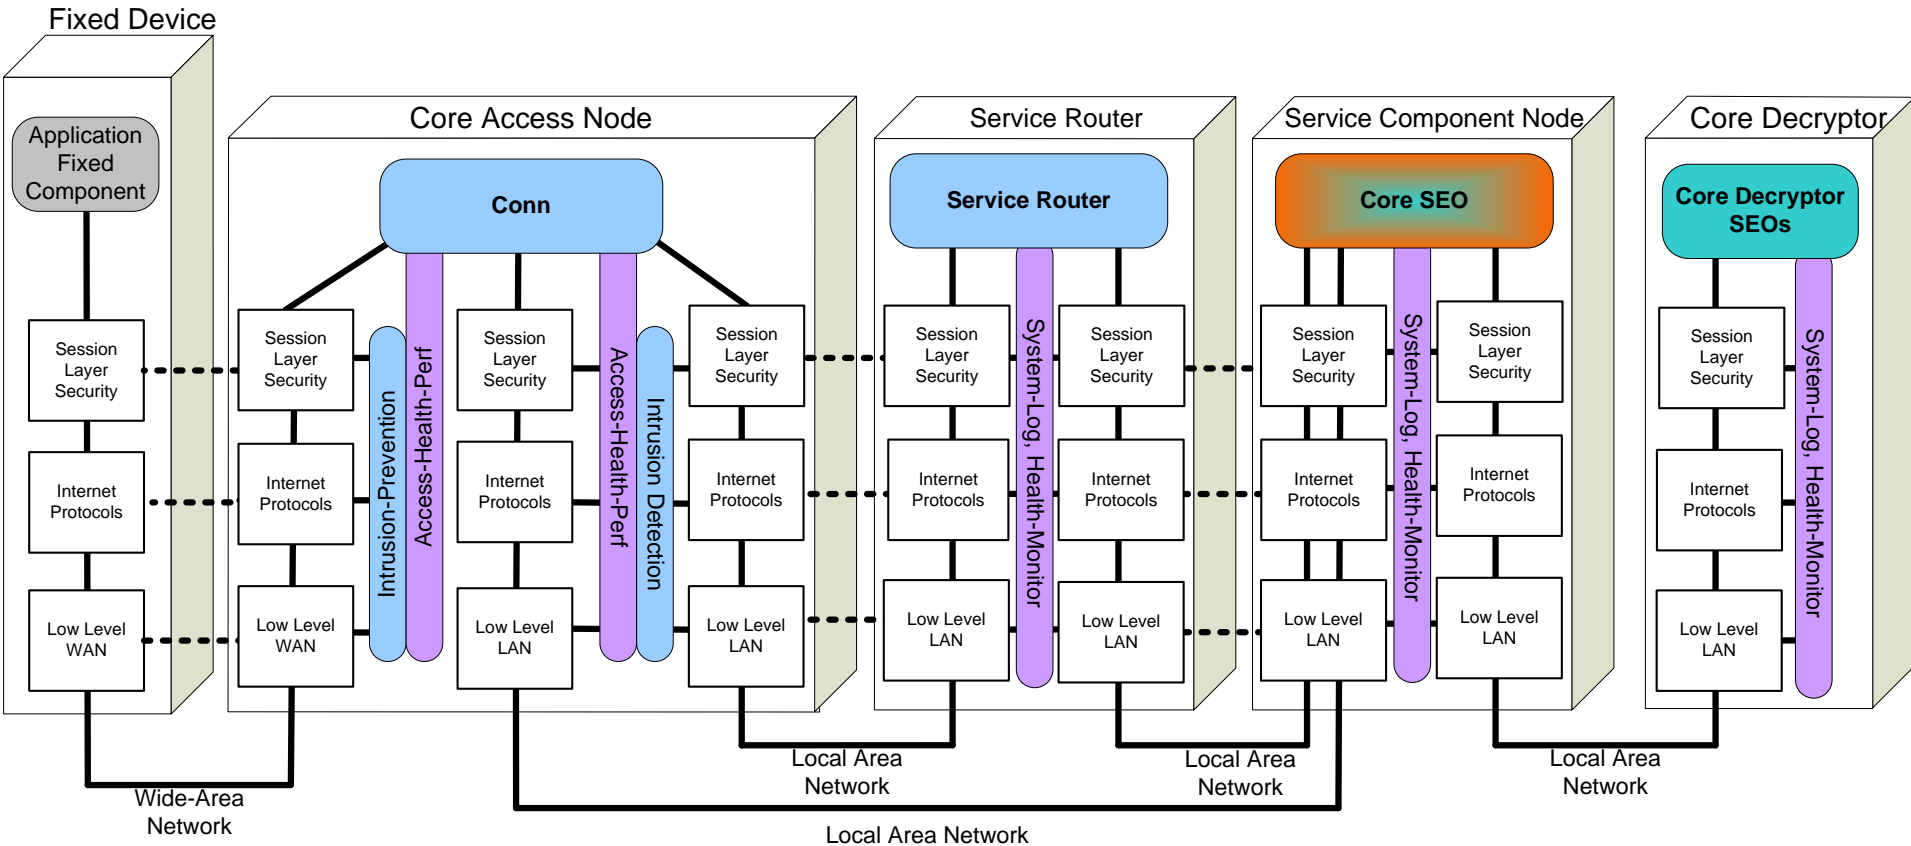 Fixed Device
Core Access Node
Service Router
Service Component Node
Core Decryptor
Application
Fixed
Component
Conn
Service Router
Core SEO
Core Decryptor
SEOs
Session
Layer
Security
Internet
Protocols
Low Level
WAN
Session
Layer
Security
Internet
Protocols
Low Level
WAN
Intrusion-Prevention
Access-Health-Perf
Session
Layer
Security
Internet
Protocols
Low Level
LAN
Access-Health-Perf
Intrusion Detection
Session
Layer
Security
Internet
Protocols
Low Level
LAN
Session
Layer
Security
Internet
Protocols
Low Level
LAN
System-Log, Health-Monitor
Session
Layer
Security
Internet
Protocols
Low Level
LAN
Session
Layer
Security
Internet
Protocols
Low Level
LAN
System-Log, Health-Monitor
Session
Layer
Security
Internet
Protocols
Low Level
LAN
Session
Layer
Security
Internet
Protocols
Low Level
LAN
System-Log, Health-Monitor
Wide-Area
Network
Local Area
Network
Local Area
Network
Local Area
Network
Local Area Network